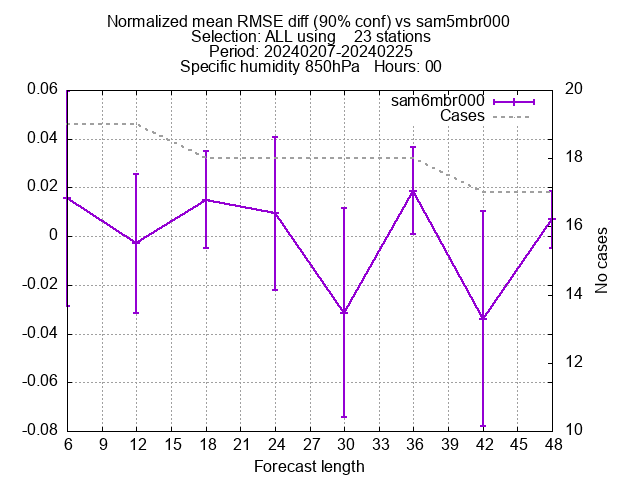 Normalized mean RMSE diff (90% conf) vs sam5mbr000
Selection: ALL using    23 stations
Period: 20240207-20240225
Specific humidity 850hPa   Hours: 00
sam6mbr000
Cases
0.06
0.04
0.02
0
-0.02
-0.04
-0.06
-0.08
20
18
16
14
12
10
No cases
6 9 12 15 18 21 24 27 30 33 36 39 42 45 48
Forecast length